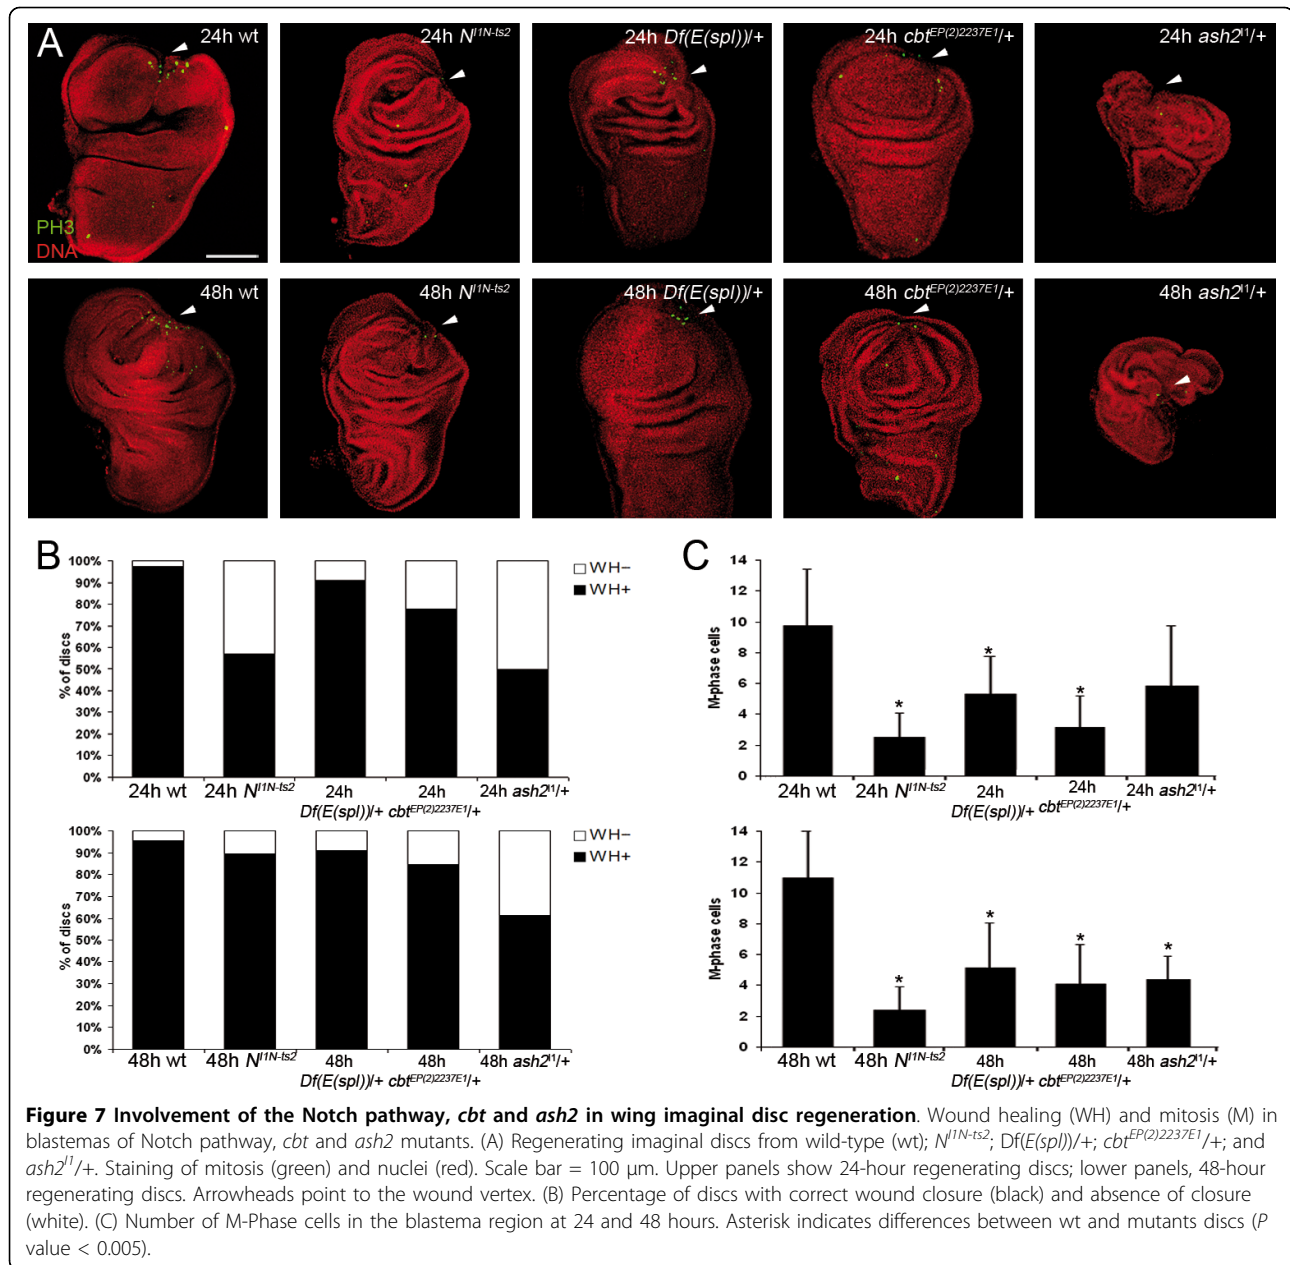 A
24h wt
24h N^l1N-ts2
24h Df(E(spl))/+
24h cbt^EP(2)2237E1/+
24h ash2^l1/+
PH3
DNA
48h wt
48h N^l1N-ts2
48h Df(E(spl))/+
48h cbt^EP(2)2237E1/+
48h ash2^l1/+
B
100%
90%
80%
70%
60%
50%
40%
30%
20%
10%
0%
% of discs
WH–
WH+
24h wt
24h N^l1N-ts2
24h
Df(E(spl))/+
24h
cbt^EP(2)2237E1/+
24h ash2^l1/+
100%
90%
80%
70%
60%
50%
40%
30%
20%
10%
0%
% of discs
WH–
WH+
48h wt
48h N^l1N-ts2
48h
Df(E(spl))/+
48h
cbt^EP(2)2237E1/+
48h ash2^l1/+
C
14
12
10
8
6
4
2
0
M-phase cells
*
*
*
24h wt
24h N^l1N-ts2
24h
Df(E(spl))/+
24h
cbt^EP(2)2237E1/+
24h ash2^l1/+
14
12
10
8
6
4
2
0
M-phase cells
*
*
*
*
48h wt
48h N^l1N-ts2
48h
Df(E(spl))/+
48h
cbt^EP(2)2237E1/+
48h ash2^l1/+
Figure 7 Involvement of the Notch pathway, cbt and ash2 in wing imaginal disc regeneration. Wound healing (WH) and mitosis (M) in
blastemas of Notch pathway, cbt and ash2 mutants. (A) Regenerating imaginal discs from wild-type (wt); N^l1N-ts2; Df(E(spl))/+; cbt^EP(2)2237E1/+; and
ash2^l1/+. Staining of mitosis (green) and nuclei (red). Scale bar = 100 μm. Upper panels show 24-hour regenerating discs; lower panels, 48-hour
regenerating discs. Arrowheads point to the wound vertex. (B) Percentage of discs with correct wound closure (black) and absence of closure
(white). (C) Number of M-Phase cells in the blastema region at 24 and 48 hours. Asterisk indicates differences between wt and mutants discs (P
value < 0.005).